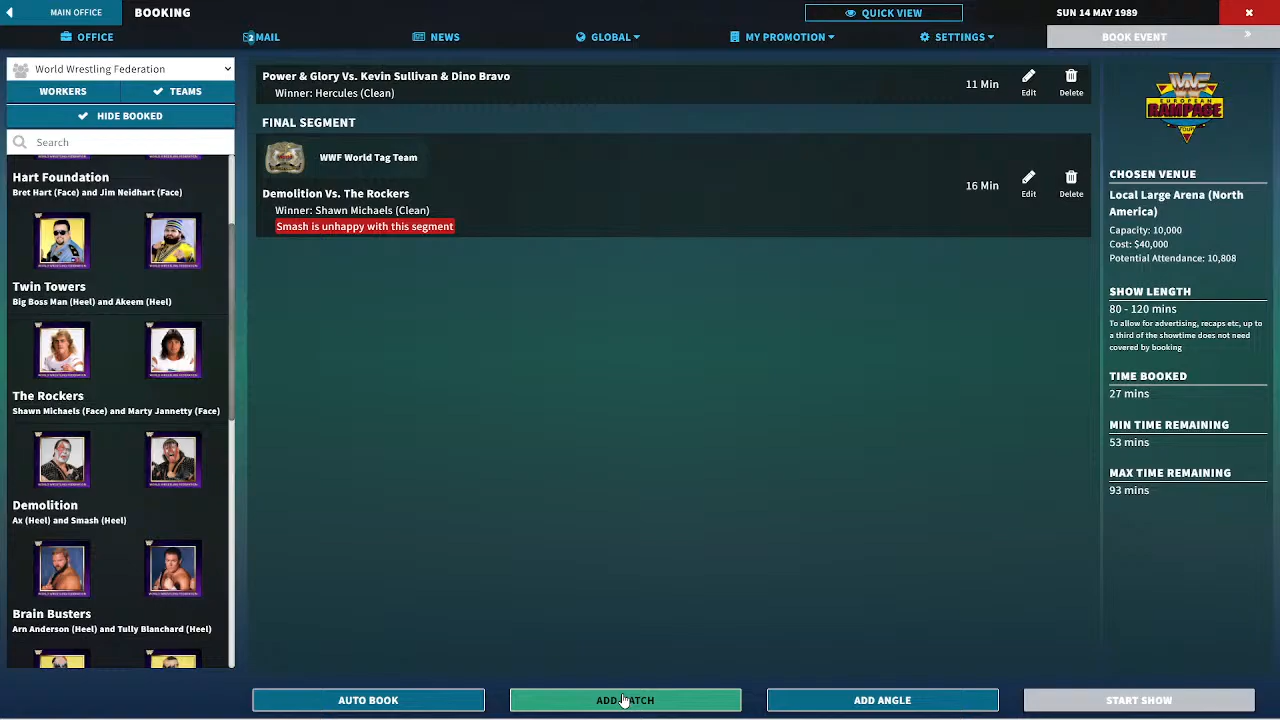 MAIN OFFICE
BOOKING
QUICK VIEW
SUN 14 MAY 1989
OFFICE
2 MAIL
NEWS
GLOBAL
MY PROMOTION
SETTINGS
BOOK EVENT
World Wrestling Federation
WORKERS
TEAMS
HIDE BOOKED
Search
Hart Foundation
Bret Hart (Face) and Jim Neidhart (Face)
Twin Towers
Big Boss Man (Heel) and Akeem (Heel)
The Rockers
Shawn Michaels (Face) and Marty Jannetty (Face)
Demolition
Ax (Heel) and Smash (Heel)
Brain Busters
Arn Anderson (Heel) and Tully Blanchard (Heel)
Power & Glory Vs. Kevin Sullivan & Dino Bravo
Winner: Hercules (Clean)
11 Min
Edit
Delete
FINAL SEGMENT
WWF World Tag Team
Demolition Vs. The Rockers
Winner: Shawn Michaels (Clean)
Smash is unhappy with this segment
16 Min
Edit
Delete
EUROPEAN
RAMPAGE
TOUR
CHOSEN VENUE
Local Large Arena (North
America)
Capacity: 10,000
Cost: $40,000
Potential Attendance: 10,808
SHOW LENGTH
80 - 120 mins
To allow for advertising, recaps etc, up to
a third of the showtime does not need
covered by booking
TIME BOOKED
27 mins
MIN TIME REMAINING
53 mins
MAX TIME REMAINING
93 mins
AUTO BOOK
ADD MATCH
ADD ANGLE
START SHOW